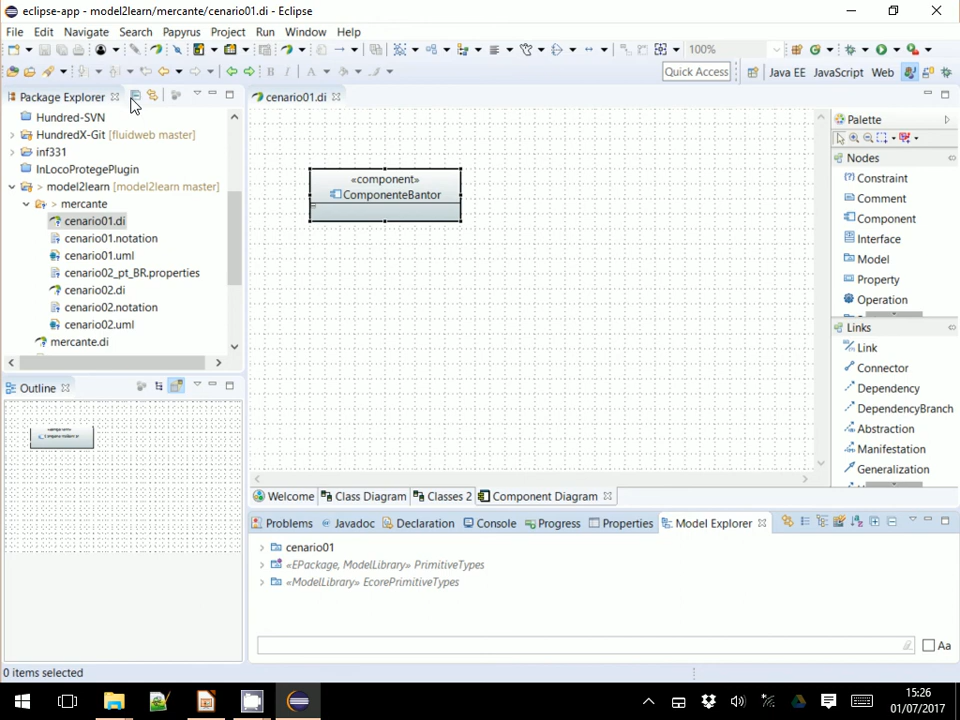 eclipse-app - model2learn/mercante/cenario01.di - Eclipse
File Edit Navigate Search Papyrus Project Run Window Help
100%
B I A
Quick Access
Java EE JavaScript Web
Package Explorer
Hundred-SVN
HundredX-Git [fluidweb master]
inf331
InLocoProtegePlugin
> model2learn [model2learn master]
> mercante
cenario01.di
cenario01.notation
cenario01.uml
cenario02_pt_BR.properties
cenario02.di
cenario02.notation
cenario02.uml
mercante.di
Outline
cenario01.di
«component»
ComponenteBantor
Palette
Nodes
Constraint
Comment
Component
Interface
Model
Property
Operation
Links
Link
Connector
Dependency
DependencyBranch
Abstraction
Manifestation
Generalization
Welcome Class Diagram Classes 2 Component Diagram
Problems Javadoc Declaration Console Progress Properties Model Explorer
cenario01
«EPackage, ModelLibrary» PrimitiveTypes
«ModelLibrary» EcorePrimitiveTypes
Aa
0 items selected
15:26
01/07/2017